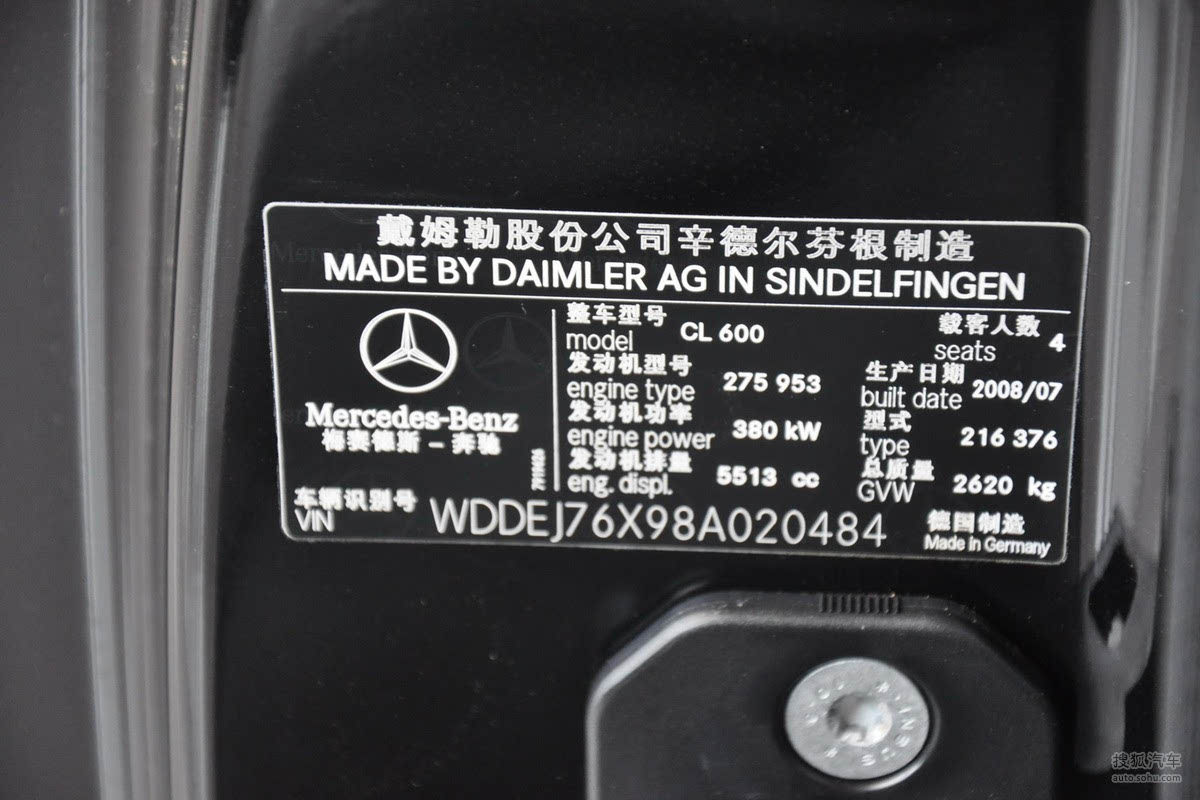 戴姆勒股份公司辛德尔芬根制造
MADE BY DAIMLER AG IN SINDELFINGEN
Mercedes-Benz
梅赛德斯 – 奔驰
整车型号
model CL 600
载客人数
seats 4
发动机型号
engine type 275 953
生产日期
built date 2008/07
发动机功率
engine power 380 kW
型式
type 216 376
发动机排量
eng. displ. 5513 cc
总质量
GVW 2620 kg
车辆识别号
VIN WDDEJ76X98A020484
德国制造
Made in Germany
搜狐汽车
auto.sohu.com